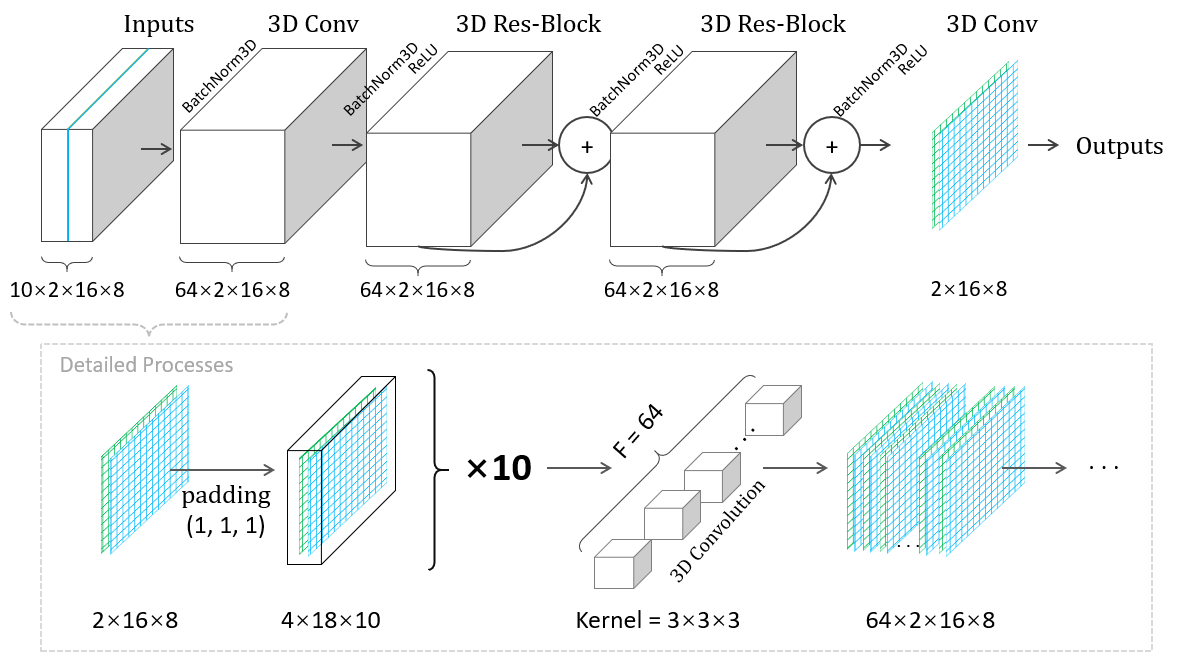 Inputs
3D Conv
3D Res-Block
3D Res-Block
3D Conv
BatchNorm3D
BatchNorm3D
ReLU
BatchNorm3D
ReLU
BatchNorm3D
ReLU
+
+
Outputs
10×2×16×8
64×2×16×8
64×2×16×8
64×2×16×8
2×16×8
Detailed Processes
padding
(1, 1, 1)
×10
F = 64
. . .
3D Convolution
. . .
. . .
2×16×8
4×18×10
Kernel = 3×3×3
64×2×16×8